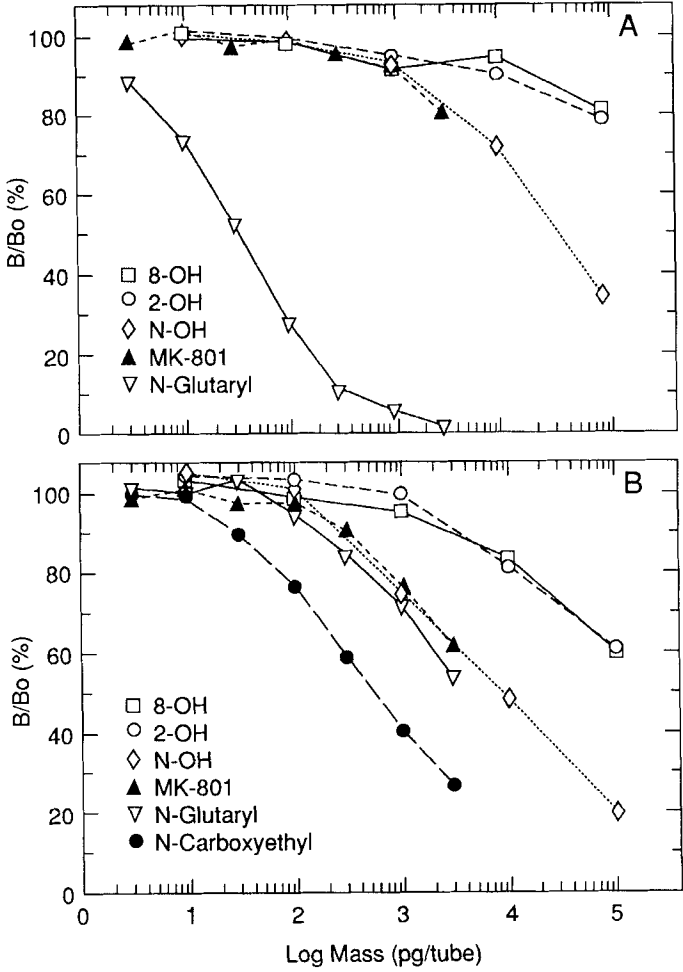 A
100
80
60
40
20
0
B/Bo (%)
8-OH
2-OH
N-OH
MK-801
N-Glutaryl
B
100
80
60
40
20
0
B/Bo (%)
8-OH
2-OH
N-OH
MK-801
N-Glutaryl
N-Carboxyethyl
0 1 2 3 4 5
Log Mass (pg/tube)